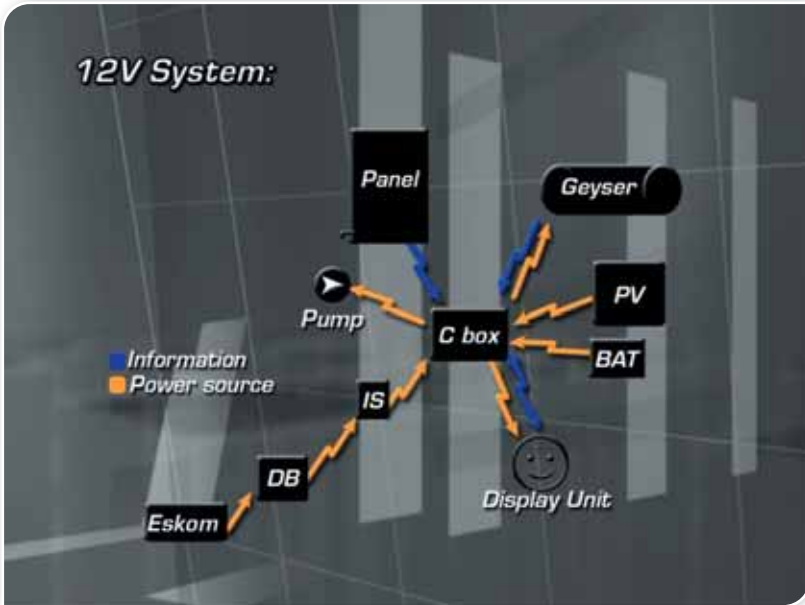 12V System:
Panel
Geyser
PV
Pump
C box
BAT
Information
Power source
IS
DB
Display Unit
Eskom